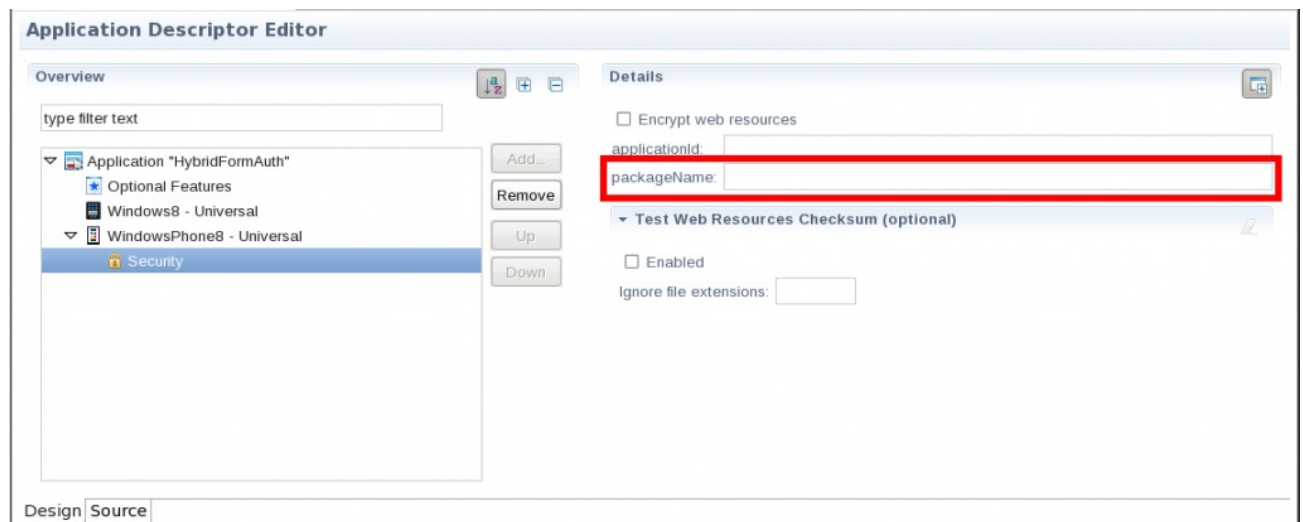 Application Descriptor Editor
Overview
type filter text
Application "HybridFormAuth"
Optional Features
Windows8 - Universal
WindowsPhone8 - Universal
Security
Add...
Remove
Up
Down
Details
Encrypt web resources
applicationId:
packageName:
Test Web Resources Checksum (optional)
Enabled
Ignore file extensions:
Design Source